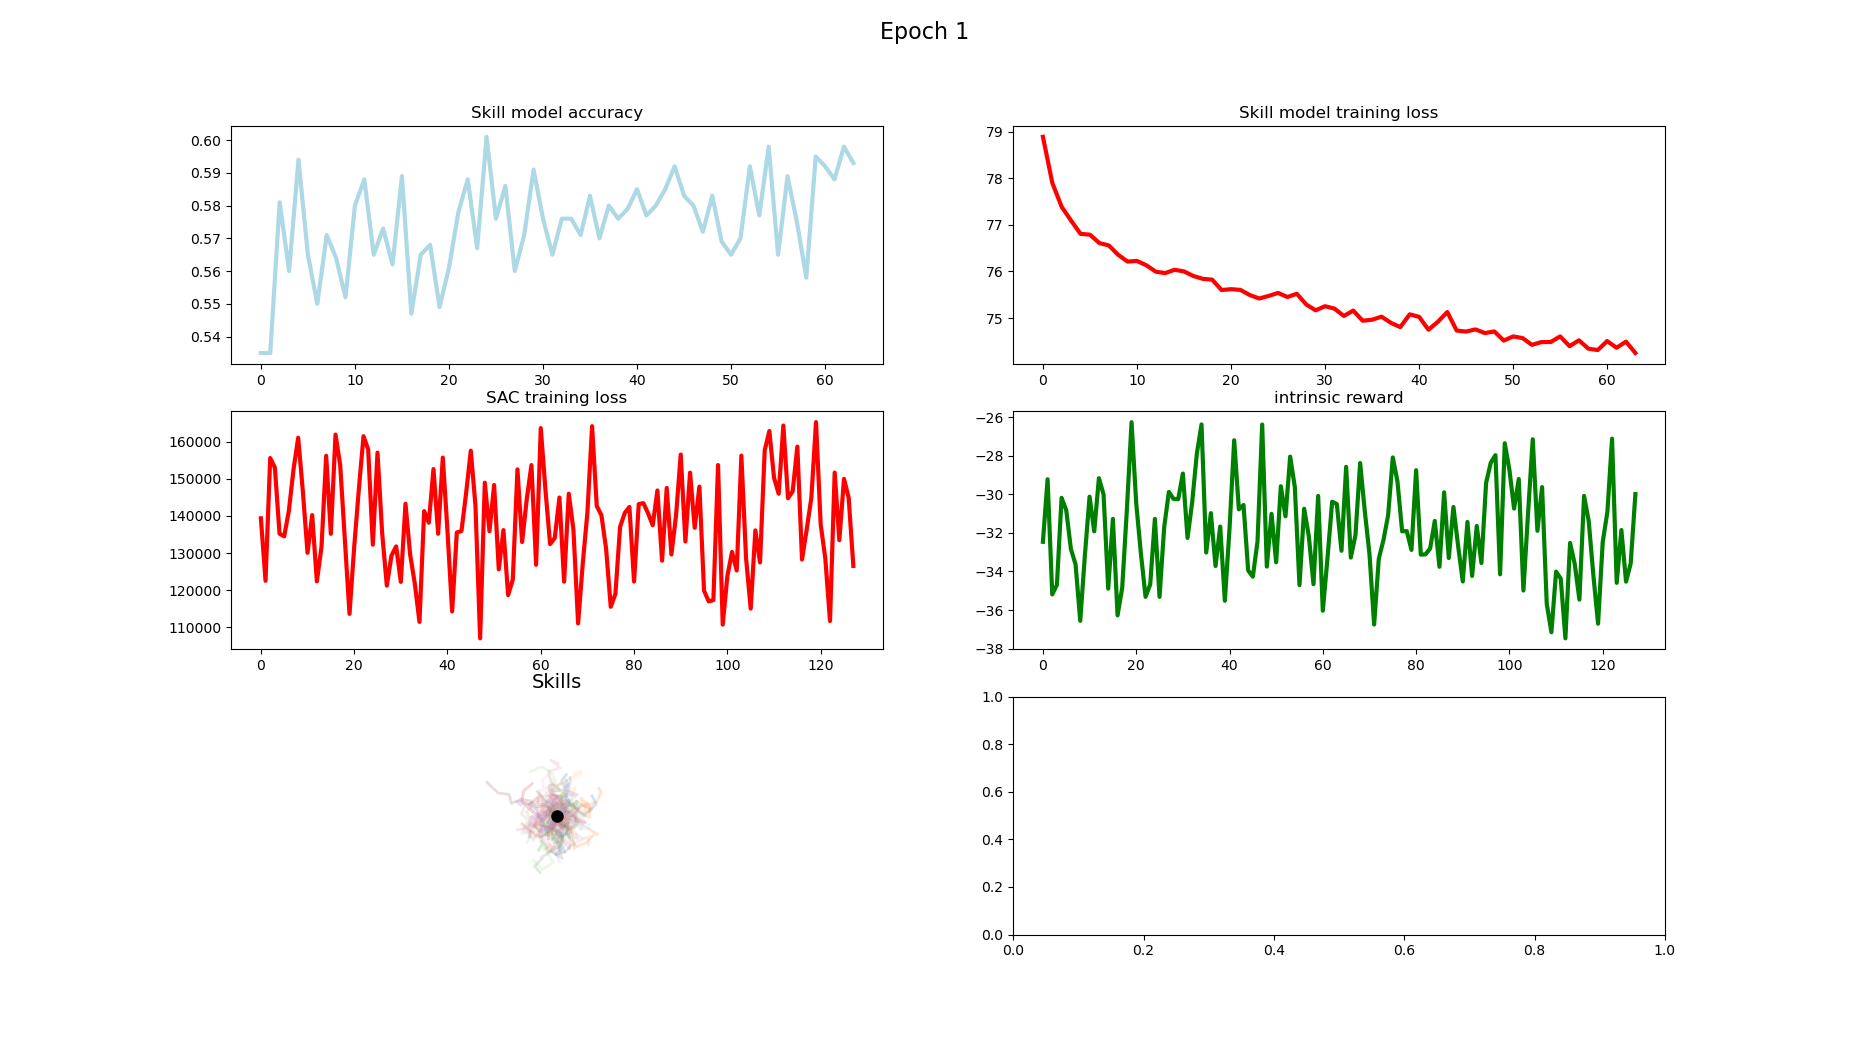 Epoch 1
Skill model accuracy
0.60
0.59
0.58
0.57
0.56
0.55
0.54
0 10 20 30 40 50 60
Skill model training loss
79
78
77
76
75
0 10 20 30 40 50 60
SAC training loss
160000
150000
140000
130000
120000
110000
0 20 40 60 80 100 120
intrinsic reward
−26
−28
−30
−32
−34
−36
−38
0 20 40 60 80 100 120
Skills
1.0
0.8
0.6
0.4
0.2
0.0
0.0 0.2 0.4 0.6 0.8 1.0